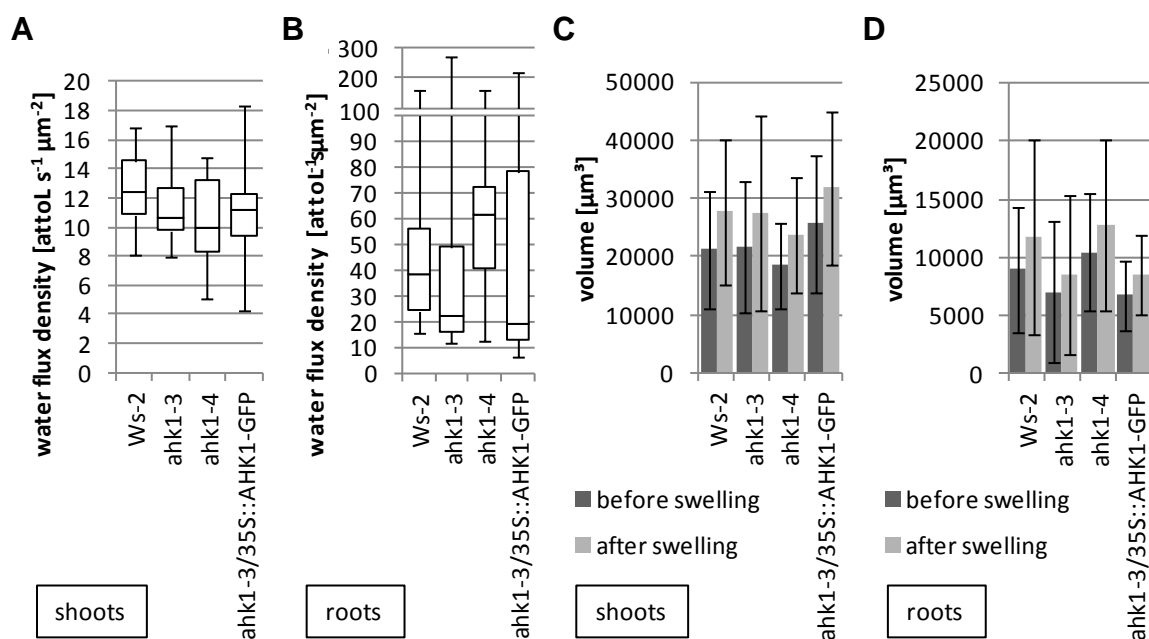 A
water flux density [attoL s⁻¹ µm⁻²]
20
18
16
14
12
10
8
6
4
2
0
Ws-2
ahk1-3
ahk1-4
ahk1-3/35S::AHK1-GFP
shoots
B
water flux density [attoL⁻¹sµm⁻²]
300
200
100
90
80
70
60
50
40
30
20
10
0
Ws-2
ahk1-3
ahk1-4
ahk1-3/35S::AHK1-GFP
roots
C
volume [µm³]
50000
40000
30000
20000
10000
0
Ws-2
ahk1-3
ahk1-4
ahk1-3/35S::AHK1-GFP
before swelling
after swelling
shoots
D
volume [µm³]
25000
20000
15000
10000
5000
0
Ws-2
ahk1-3
ahk1-4
ahk1-3/35S::AHK1-GFP
before swelling
after swelling
roots